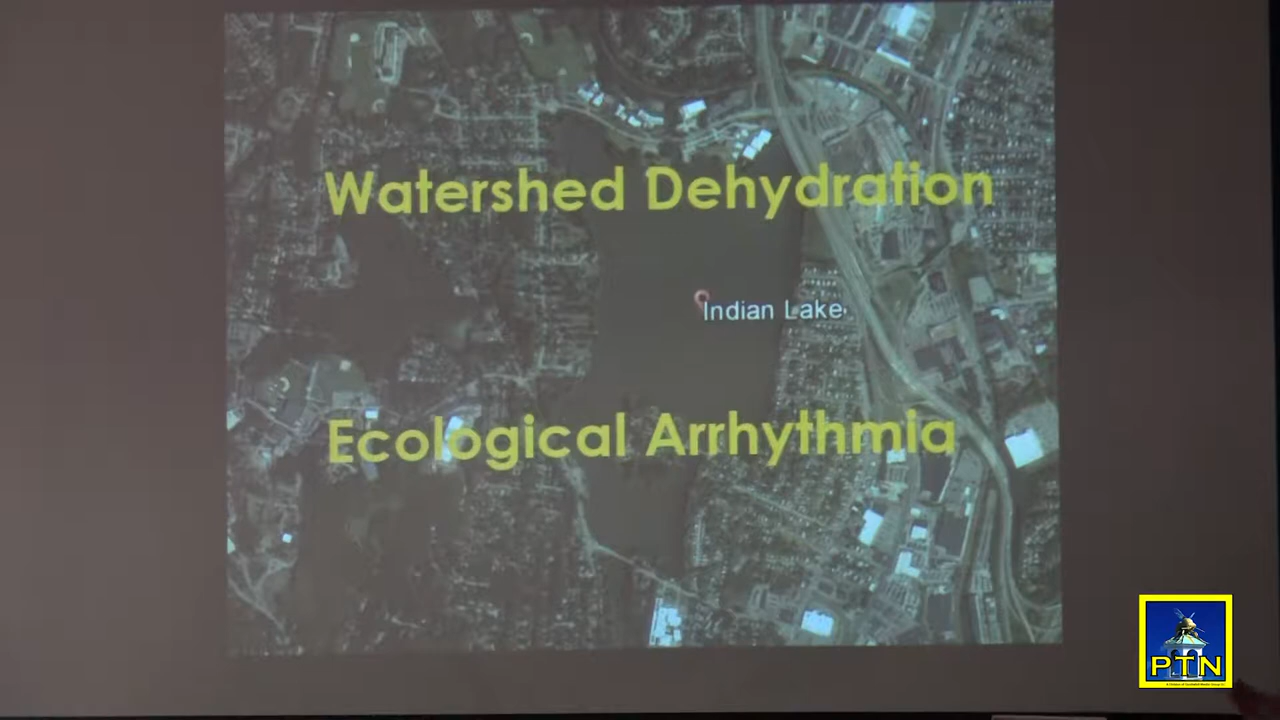 Watershed Dehydration
Indian Lake
Ecological Arrhythmia
PTN